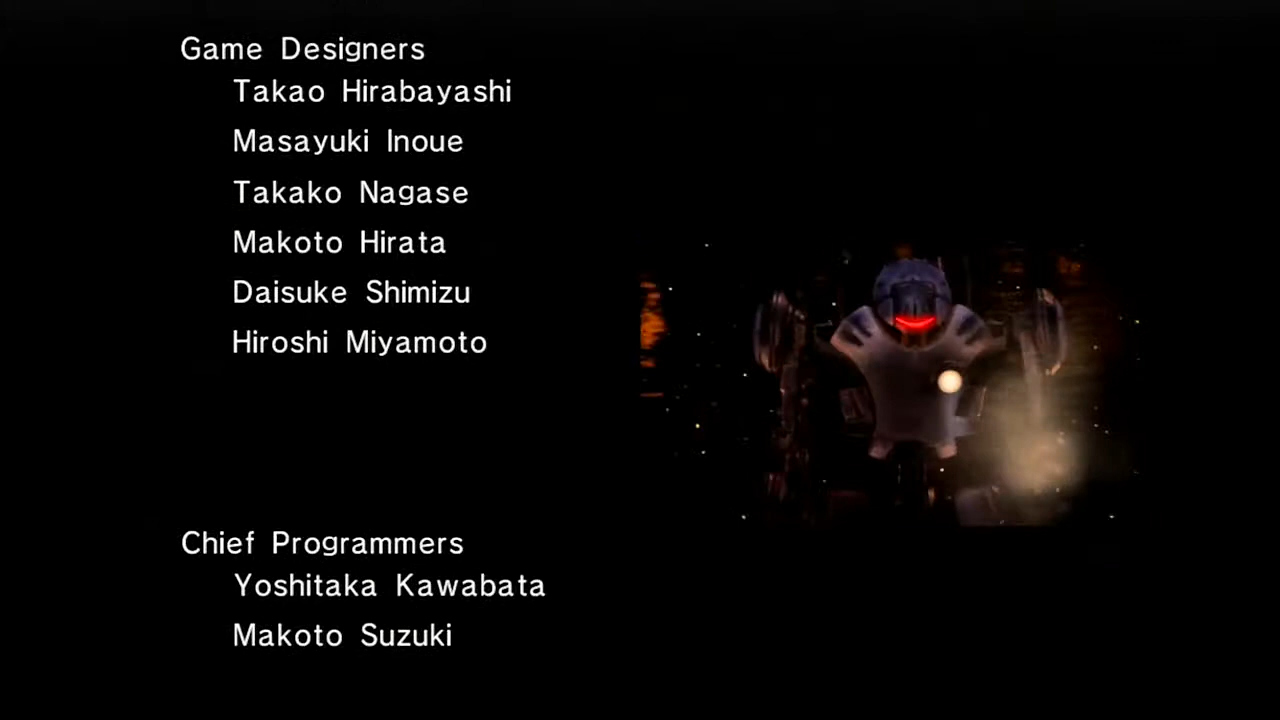 Game Designers
Takao Hirabayashi
Masayuki Inoue
Takako Nagase
Makoto Hirata
Daisuke Shimizu
Hiroshi Miyamoto
Chief Programmers
Yoshitaka Kawabata
Makoto Suzuki